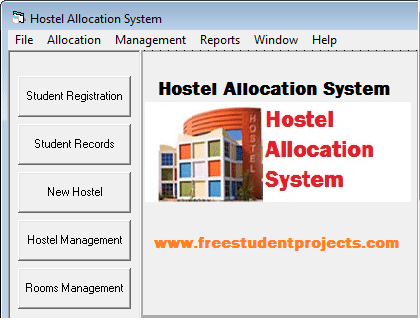 Hostel Allocation System
File Allocation Management Reports Window Help
Student Registration
Student Records
New Hostel
Hostel Management
Rooms Management
Hostel Allocation System
HOSTEL
Hostel
Allocation
System
www.freestudentprojects.com